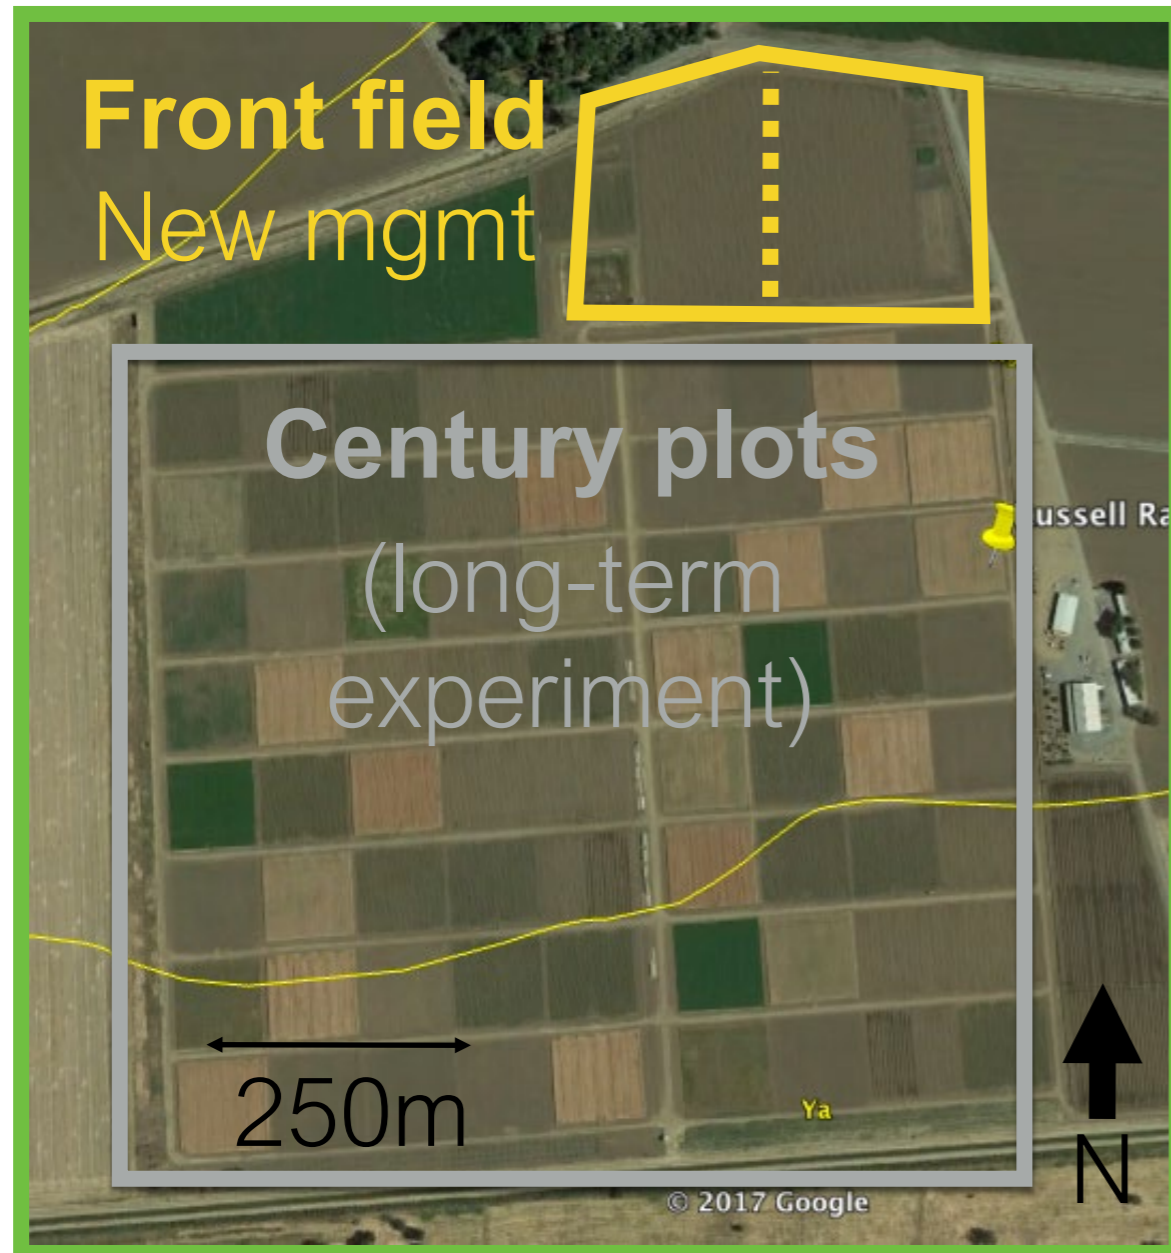 Front field
New mgmt
Century plots
(long-term
experiment)
ussell Ra
250m
Ya
N
© 2017 Google